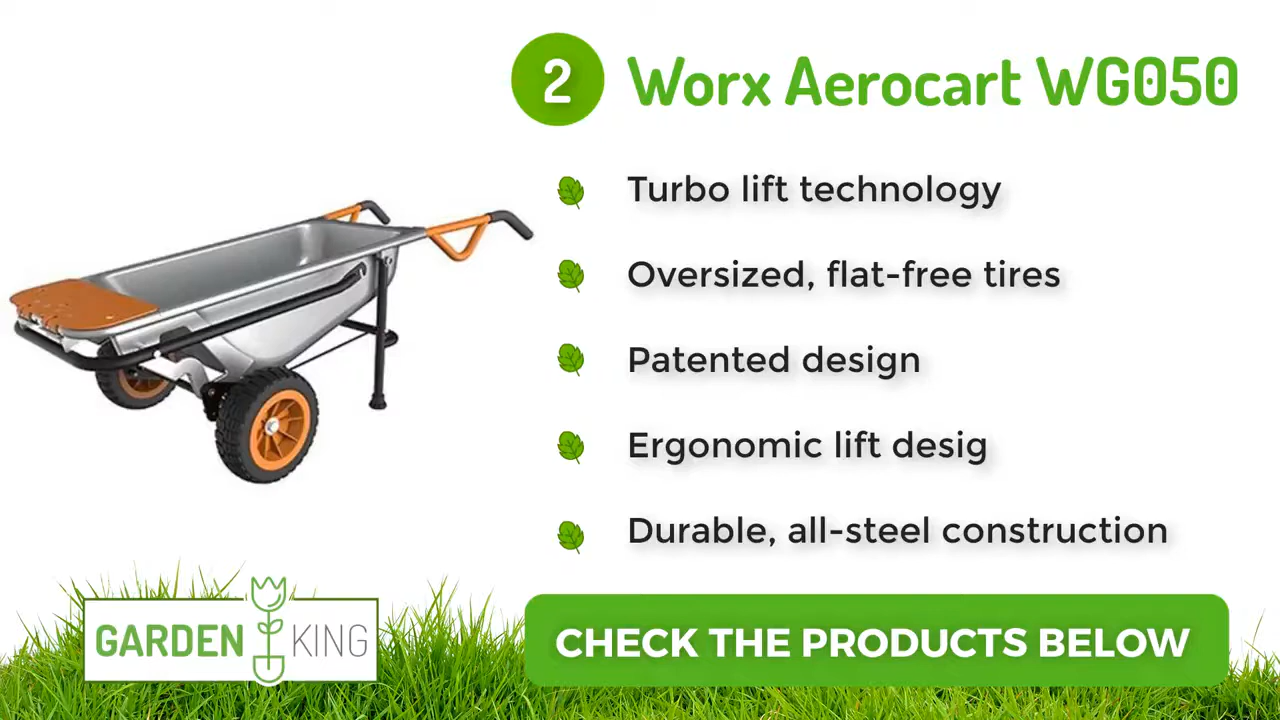 2 Worx Aerocart WG050
Turbo lift technology
Oversized, flat-free tires
Patented design
Ergonomic lift desig
Durable, all-steel construction
GARDEN KING
CHECK THE PRODUCTS BELOW